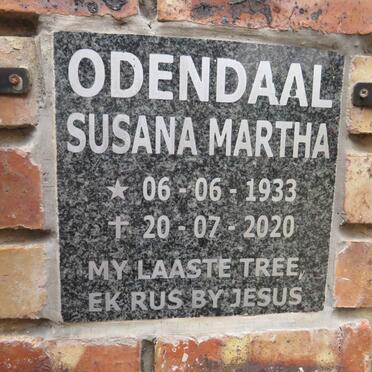 ODENDAAL
SUSANA MARTHA
★ 06 - 06 - 1933
✝ 20 - 07 - 2020
MY LAASTE TREE,
EK RUS BY JESUS